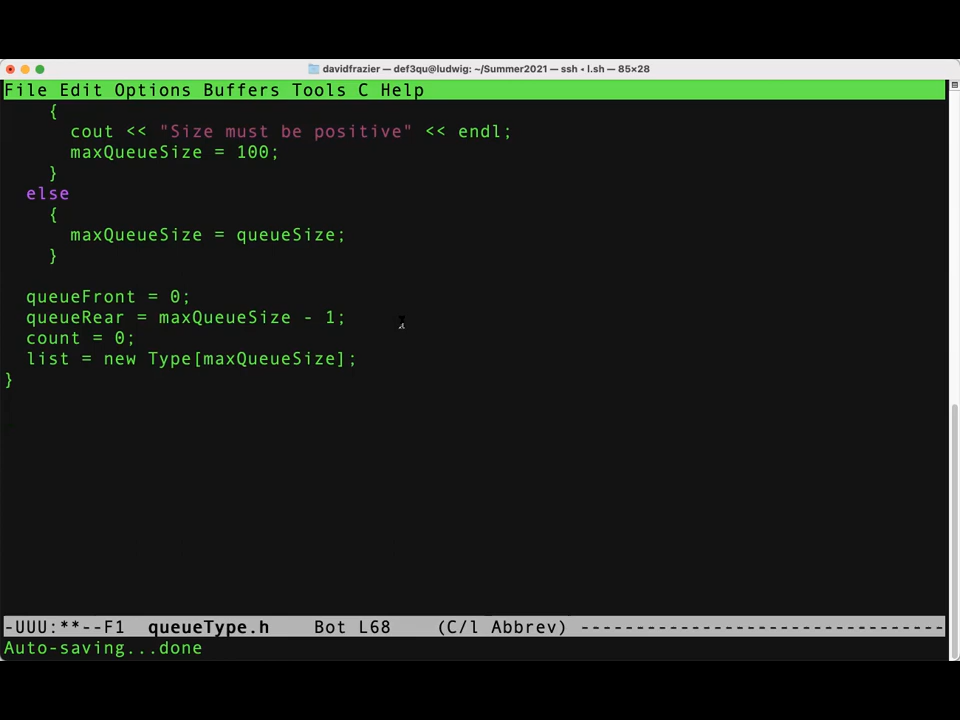 davidfrazier — def3qu@ludwig: ~/Summer2021 — ssh ◂ l.sh — 85×28
File Edit Options Buffers Tools C Help
    {
      cout << "Size must be positive" << endl;
      maxQueueSize = 100;
    }
  else
    {
      maxQueueSize = queueSize;
    }
  queueFront = 0;
  queueRear = maxQueueSize - 1;
  count = 0;
  list = new Type[maxQueueSize];
}
-UUU:**--F1  queueType.h    Bot L68    (C/l Abbrev) ---------------------------------
Auto-saving...done